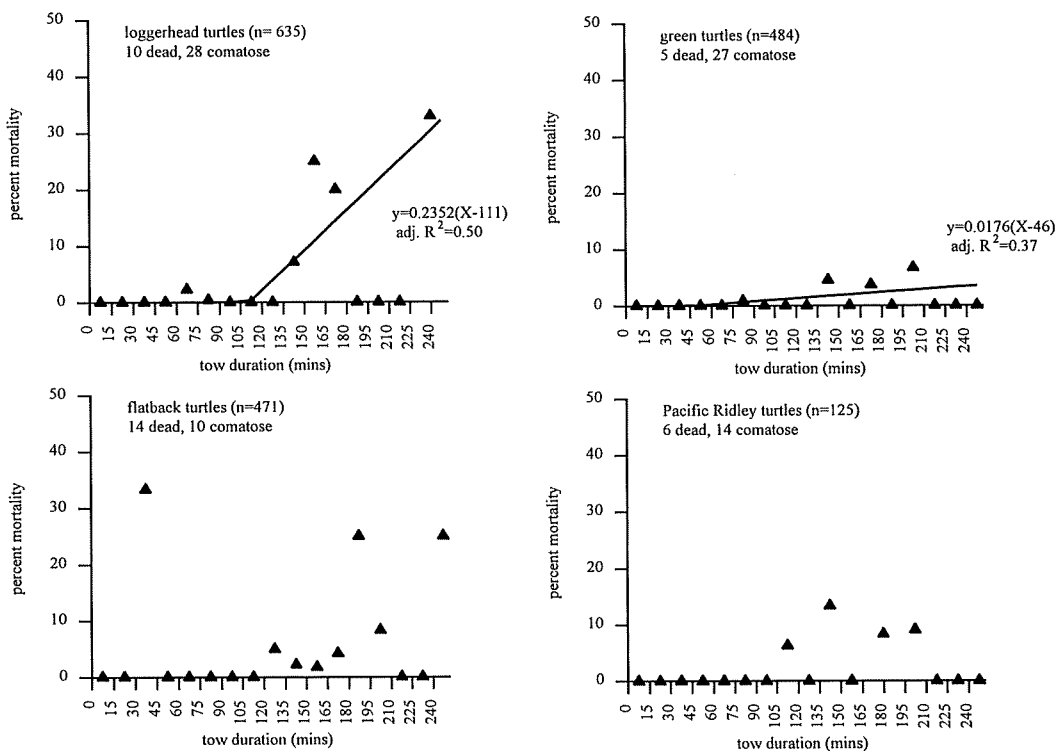 loggerhead turtles (n= 635)
10 dead, 28 comatose
percent mortality
50
40
30
20
10
0
y=0.2352(X-111)
adj. R²=0.50
0 15 30 45 60 75 90 105 120 135 150 165 180 195 210 225 240
tow duration (mins)
green turtles (n=484)
5 dead, 27 comatose
percent mortality
50
40
30
20
10
0
y=0.0176(X-46)
adj. R²=0.37
0 15 30 45 60 75 90 105 120 135 150 165 180 195 210 225 240
tow duration (mins)
flatback turtles (n=471)
14 dead, 10 comatose
percent mortality
50
40
30
20
10
0
0 15 30 45 60 75 90 105 120 135 150 165 180 195 210 225 240
tow duration (mins)
Pacific Ridley turtles (n=125)
6 dead, 14 comatose
percent mortality
50
40
30
20
10
0
0 15 30 45 60 75 90 105 120 135 150 165 180 195 210 225 240
tow duration (mins)